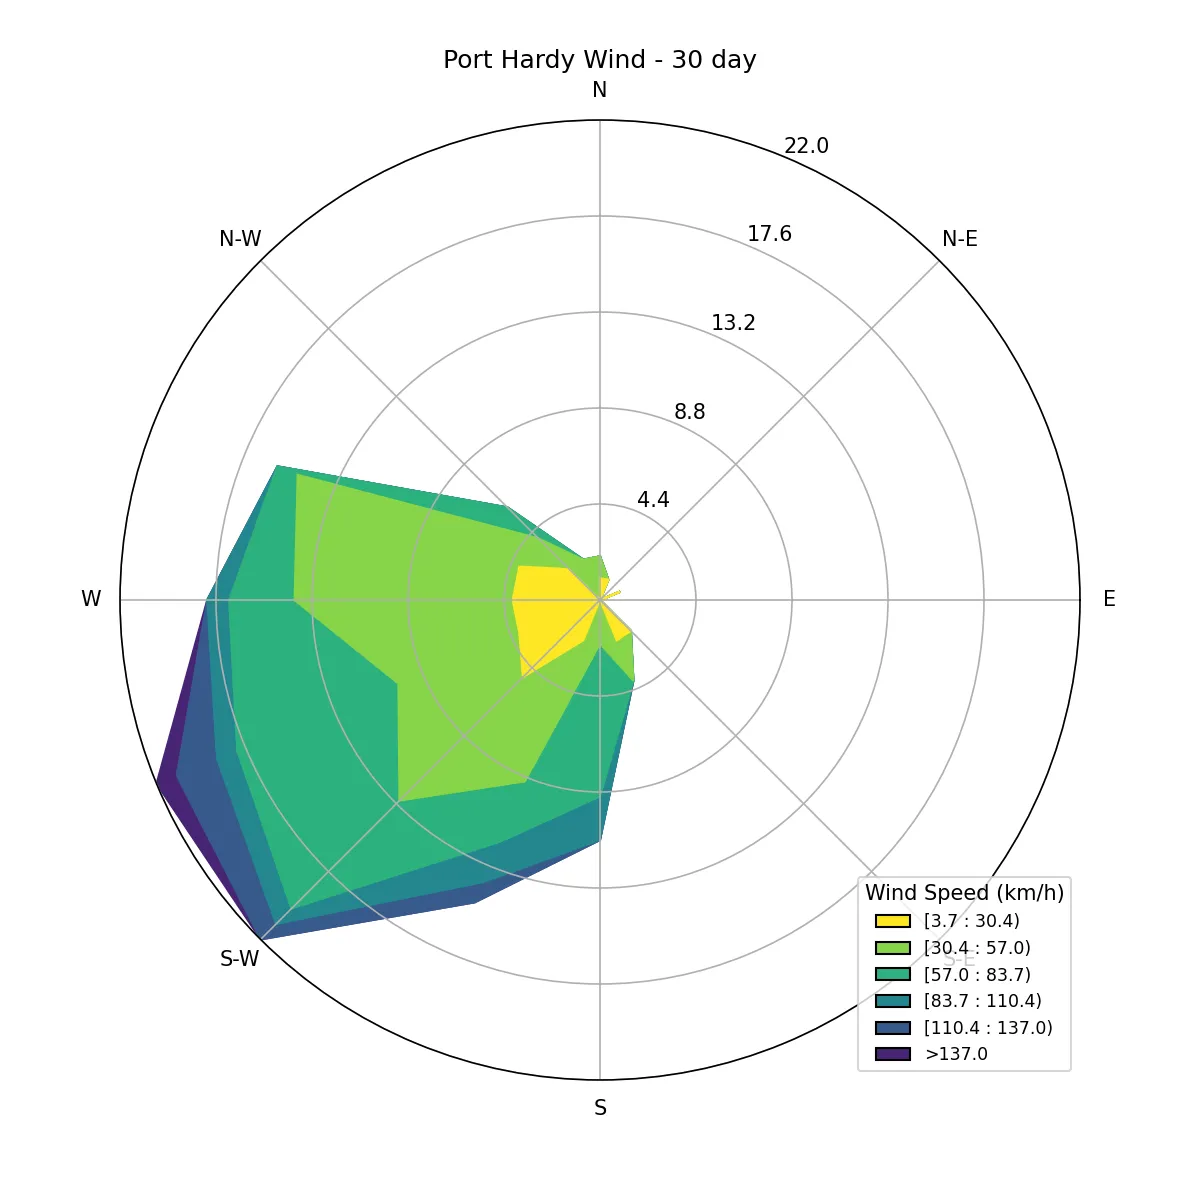 Port Hardy Wind - 30 day
N
22.0
N-W
N-E
17.6
13.2
8.8
4.4
W
E
S-W
S-E
S
Wind Speed (km/h)
[3.7 : 30.4)
[30.4 : 57.0)
[57.0 : 83.7)
[83.7 : 110.4)
[110.4 : 137.0)
>137.0